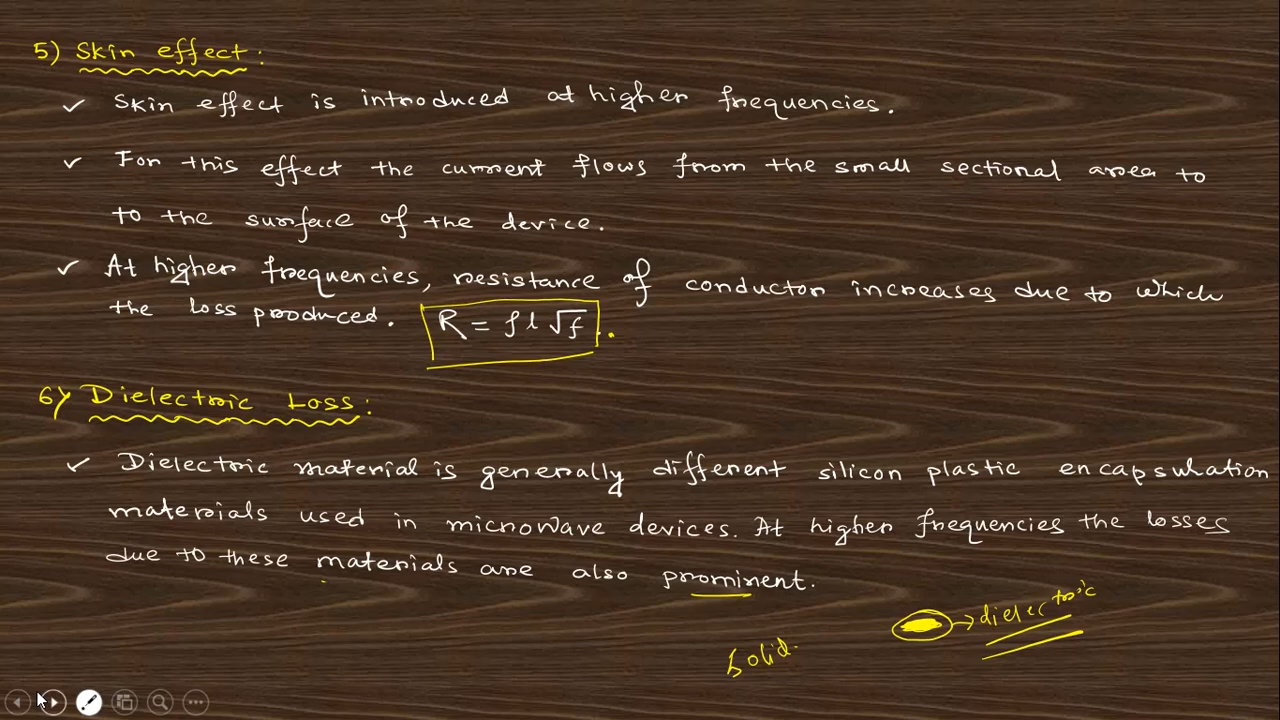 5) Skin effect:
✓ Skin effect is introduced at higher frequencies.
✓ For this effect the current flows from the small sectional area to
to the surface of the device.
✓ At higher frequencies, resistance of conductor increases due to which
the loss produced. R = ρ l √f
6) Dielectric Loss:
✓ Dielectric material is generally different silicon plastic encapsulation
materials used in microwave devices. At higher frequencies the losses
due to these materials are also prominent.
→ dielectric
solid